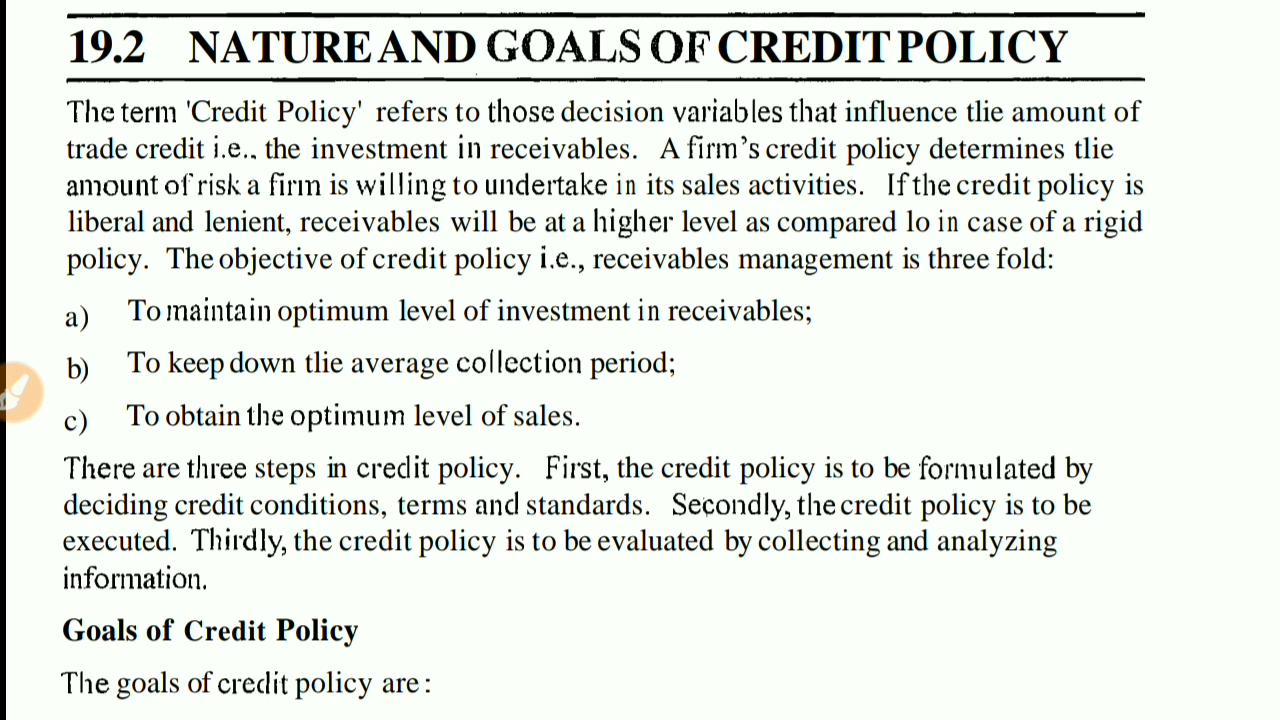 19.2 NATURE AND GOALS OF CREDIT POLICY
The term 'Credit Policy' refers to those decision variables that influence tlie amount of
trade credit i.e., the investment in receivables. A firm's credit policy determines tlie
amount of risk a firm is willing to undertake in its sales activities. If the credit policy is
liberal and lenient, receivables will be at a higher level as compared lo in case of a rigid
policy. The objective of credit policy i.e., receivables management is three fold:
a) To maintain optimum level of investment in receivables;
b) To keep down tlie average collection period;
c) To obtain the optimum level of sales.
There are three steps in credit policy. First, the credit policy is to be formulated by
deciding credit conditions, terms and standards. Secondly, the credit policy is to be
executed. Thirdly, the credit policy is to be evaluated by collecting and analyzing
information.
Goals of Credit Policy
The goals of credit policy are :